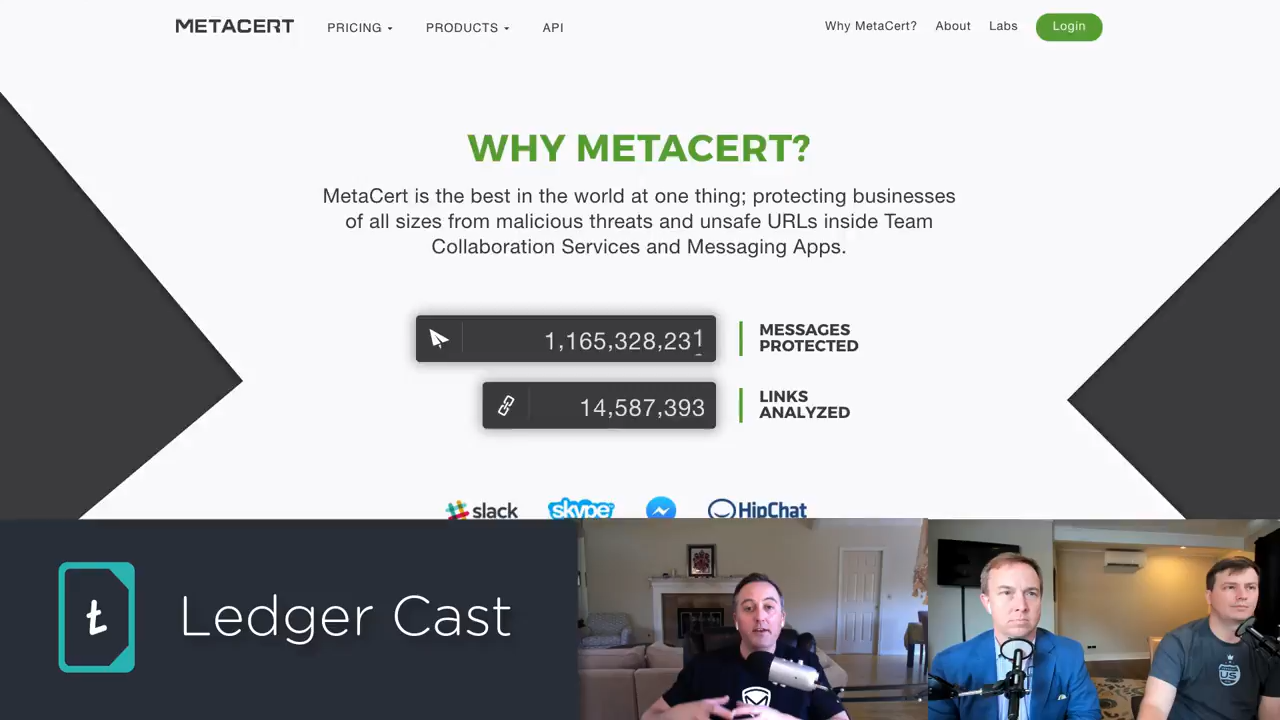 METACERT
PRICING
PRODUCTS
API
Why MetaCert?
About
Labs
Login
WHY METACERT?
MetaCert is the best in the world at one thing; protecting businesses
of all sizes from malicious threats and unsafe URLs inside Team
Collaboration Services and Messaging Apps.
1,165,328,231
MESSAGES
PROTECTED
14,587,393
LINKS
ANALYZED
slack
skype
HipChat
t
Ledger Cast
US